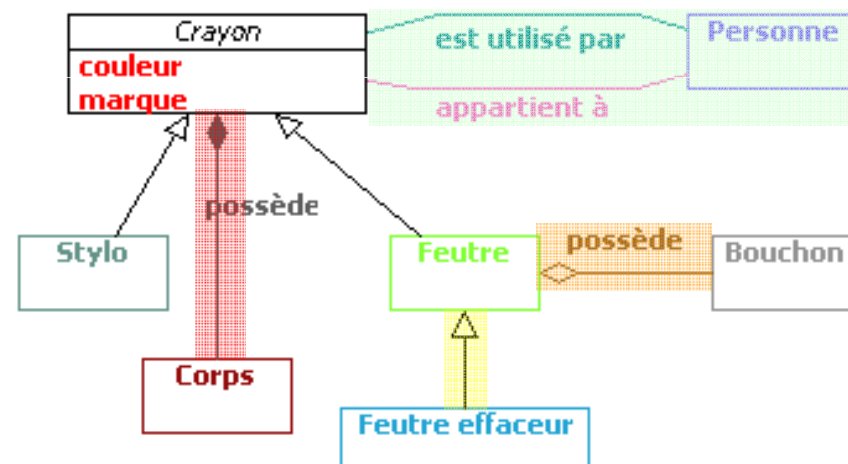 Crayon
couleur
marque
est utilisé par
appartient à
Personne
possède
Stylo
Feutre
possède
Bouchon
Corps
Feutre effaceur